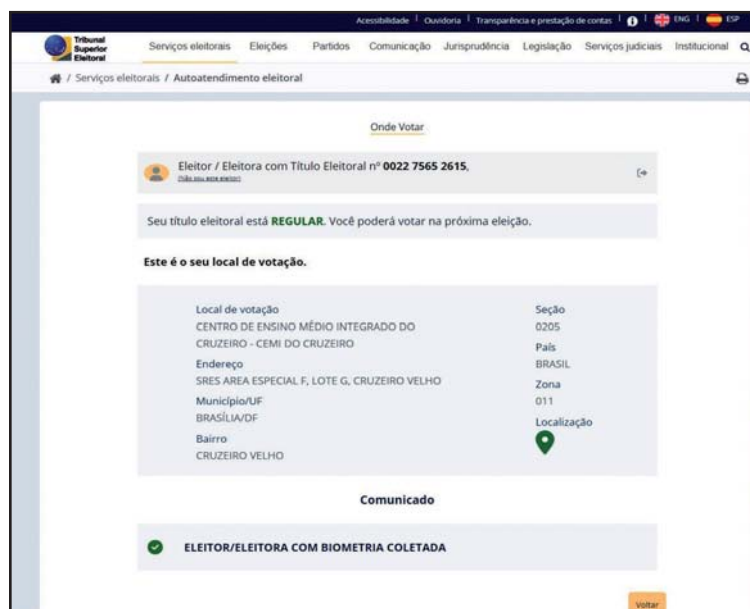 Acessibilidade | Ouvidoria | Transparência e prestação de contas | ENG | ESP
Tribunal
Superior
Eleitoral
Serviços eleitorais Eleições Partidos Comunicação Jurisprudência Legislação Serviços judiciais Institucional
/ Serviços eleitorais / Autoatendimento eleitoral
Onde Votar
Eleitor / Eleitora com Título Eleitoral nº 0022 7565 2615,
(Não sou este eleitor)
Seu título eleitoral está REGULAR. Você poderá votar na próxima eleição.
Este é o seu local de votação.
Local de votação
CENTRO DE ENSINO MÉDIO INTEGRADO DO
CRUZEIRO - CEMI DO CRUZEIRO
Endereço
SRES AREA ESPECIAL F, LOTE G, CRUZEIRO VELHO
Município/UF
BRASÍLIA/DF
Bairro
CRUZEIRO VELHO
Seção
0205
País
BRASIL
Zona
011
Localização
Comunicado
ELEITOR/ELEITORA COM BIOMETRIA COLETADA
Voltar